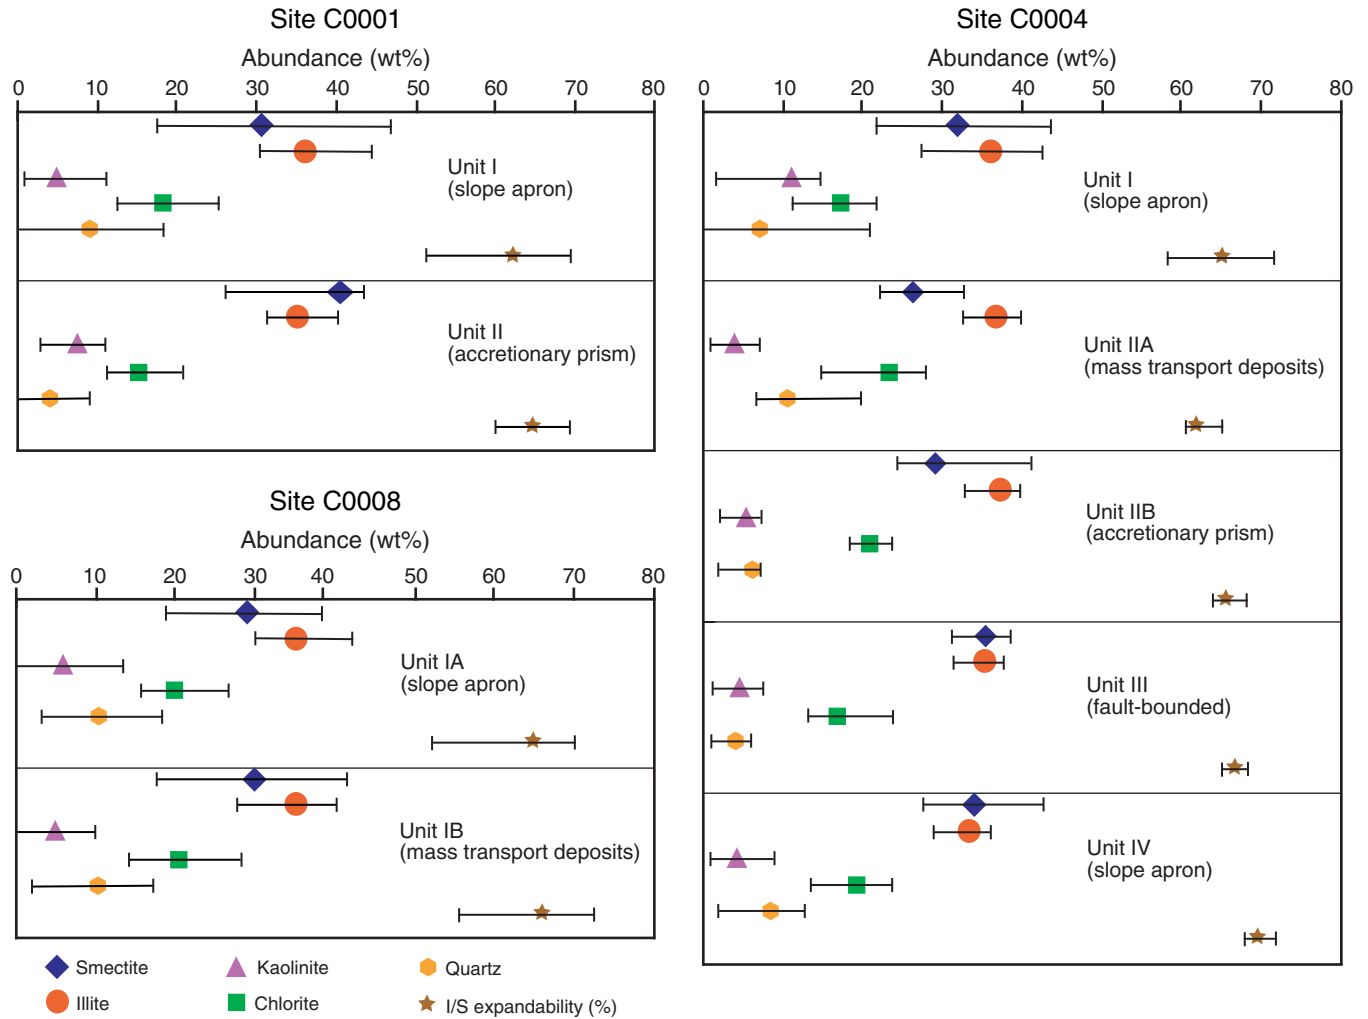 Site C0001
Abundance (wt%)
0 10 20 30 40 50 60 70 80
Unit I
(slope apron)
Unit II
(accretionary prism)
Site C0008
Abundance (wt%)
0 10 20 30 40 50 60 70 80
Unit IA
(slope apron)
Unit IB
(mass transport deposits)
Site C0004
Abundance (wt%)
0 10 20 30 40 50 60 70 80
Unit I
(slope apron)
Unit IIA
(mass transport deposits)
Unit IIB
(accretionary prism)
Unit III
(fault-bounded)
Unit IV
(slope apron)
Smectite
Kaolinite
Quartz
Illite
Chlorite
I/S expandability (%)